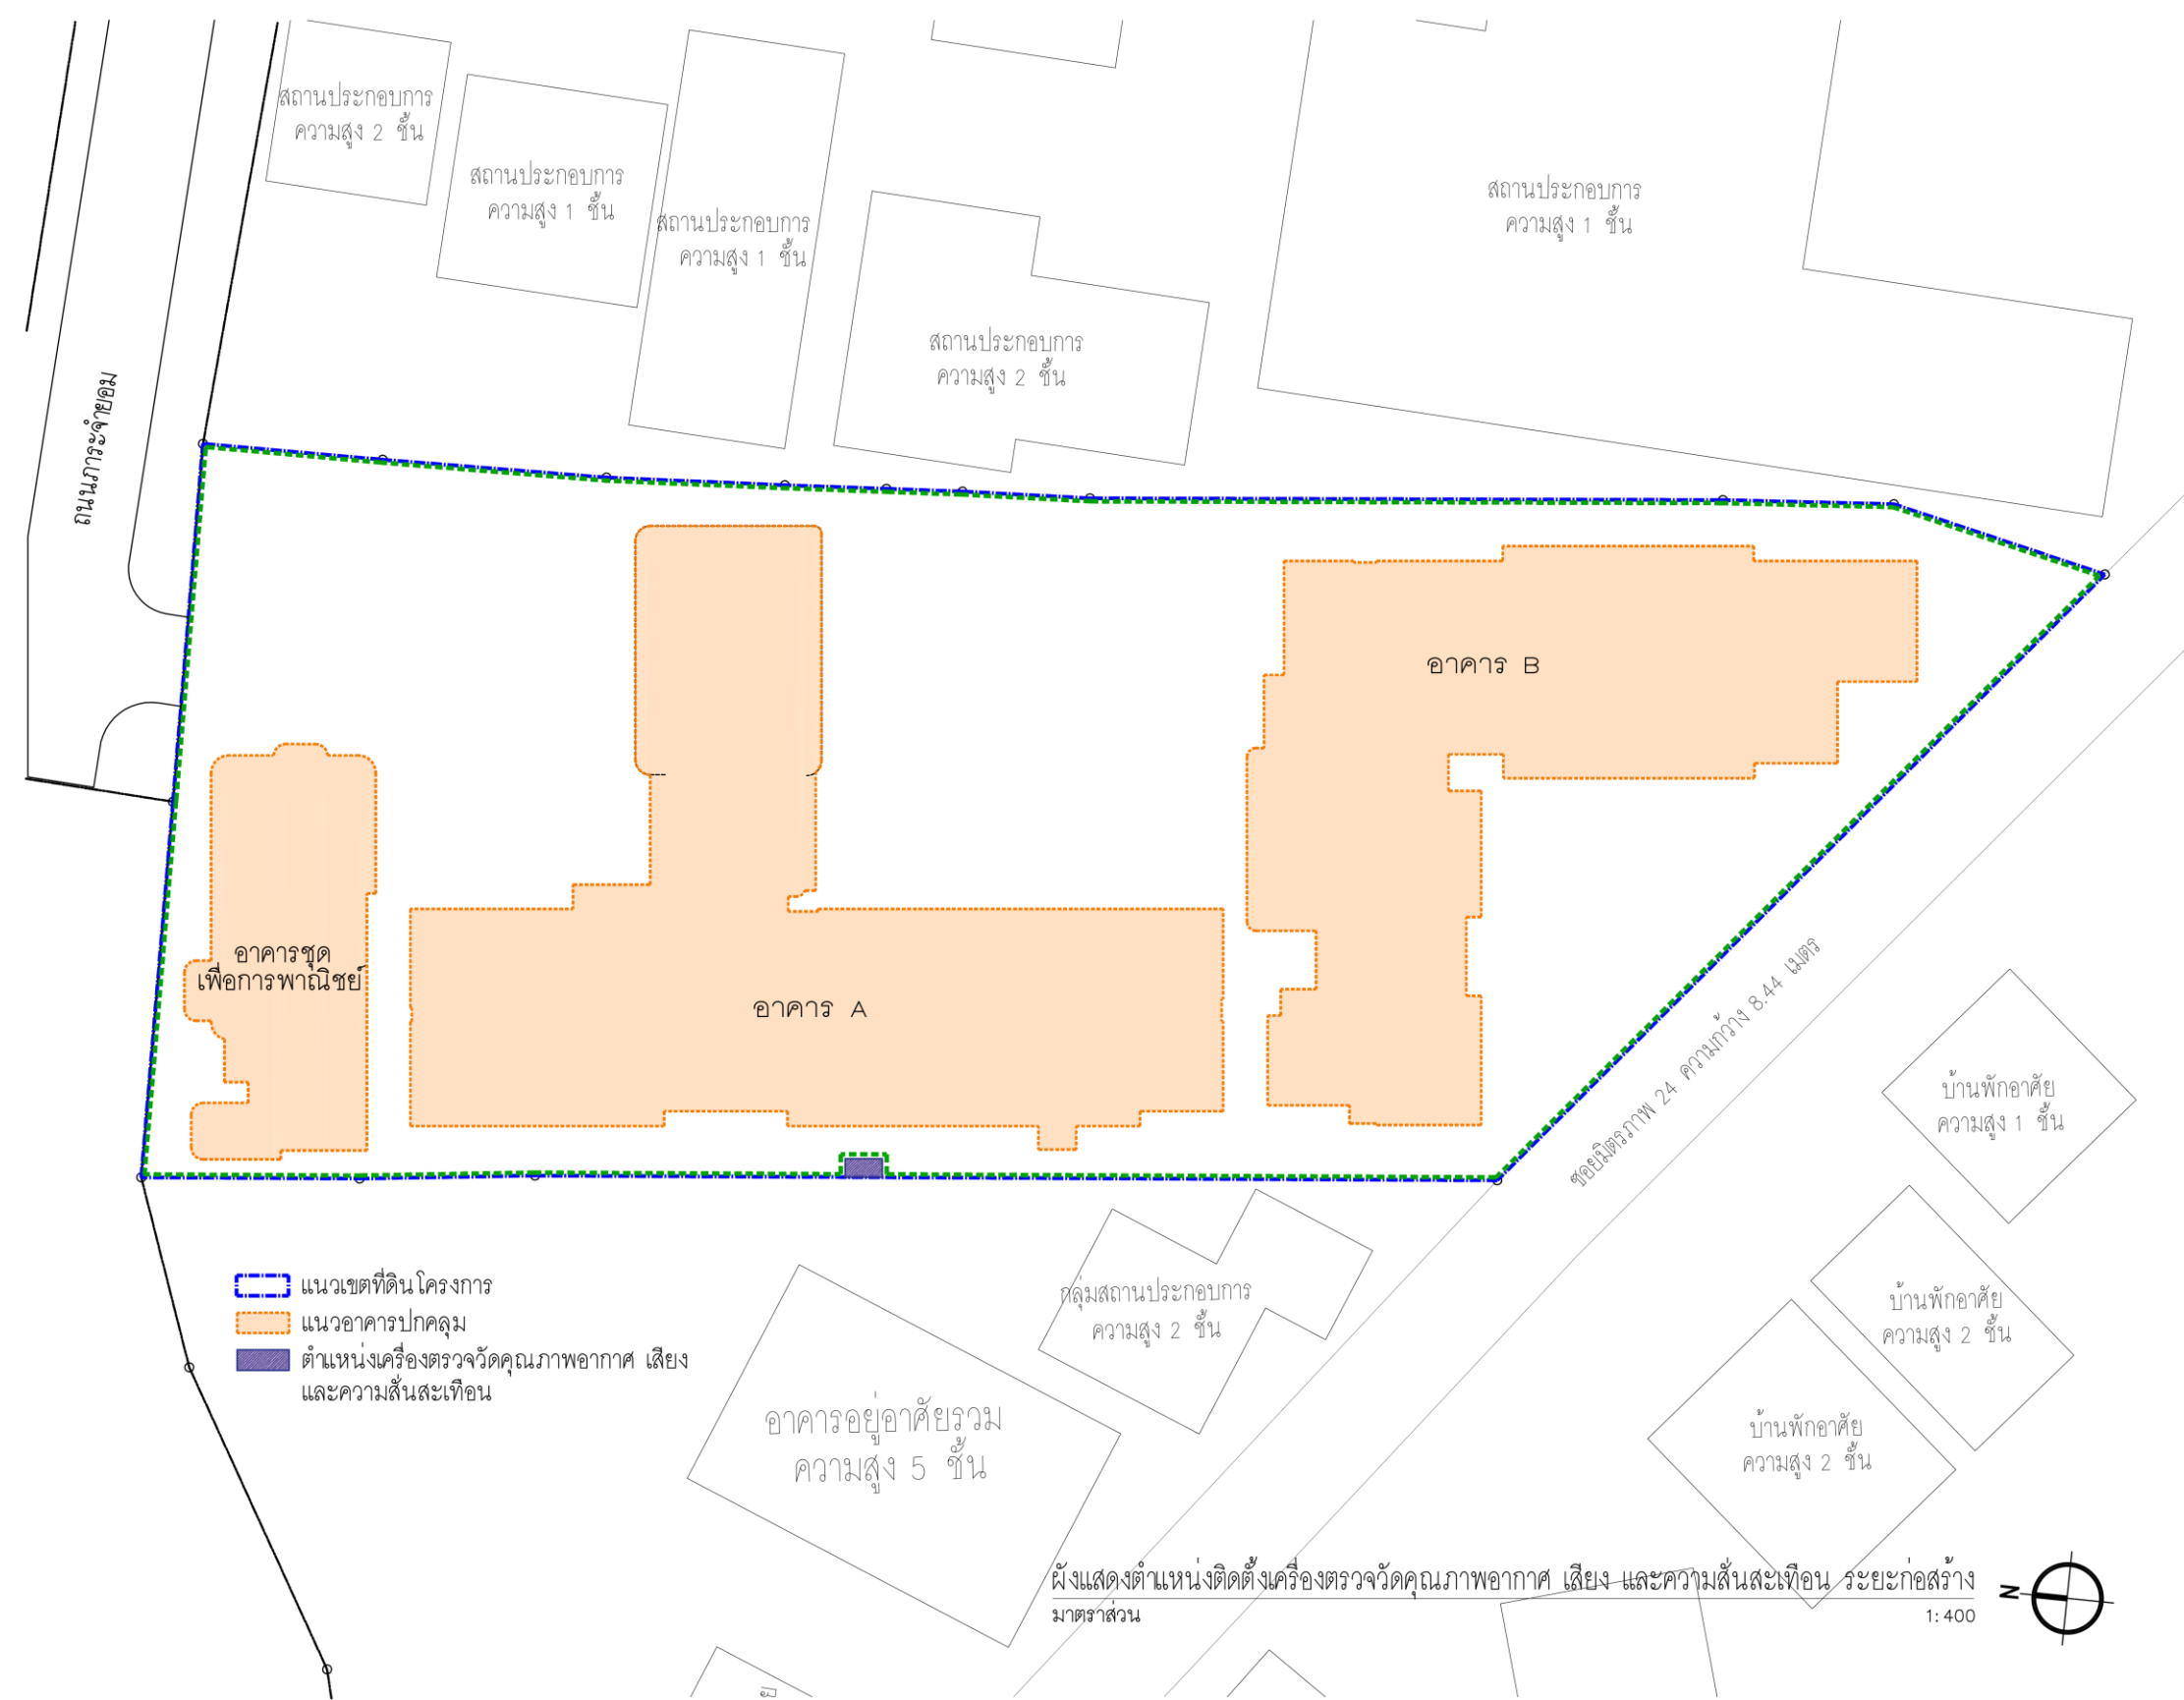 สถานประกอบการ
ความสูง 2 ชั้น
สถานประกอบการ
ความสูง 1 ชั้น
สถานประกอบการ
ความสูง 1 ชั้น
สถานประกอบการ
ความสูง 2 ชั้น
สถานประกอบการ
ความสูง 1 ชั้น
ถนนภาระจำยอม
อาคาร B
อาคารชุด
เพื่อการพาณิชย์
อาคาร A
ซอยมิตรภาพ 24 ความกว้าง 8.44 เมตร
บ้านพักอาศัย
ความสูง 1 ชั้น
บ้านพักอาศัย
ความสูง 2 ชั้น
บ้านพักอาศัย
ความสูง 2 ชั้น
กลุ่มสถานประกอบการ
ความสูง 2 ชั้น
อาคารอยู่อาศัยรวม
ความสูง 5 ชั้น
แนวเขตที่ดินโครงการ
แนวอาคารปกคลุม
ตำแหน่งเครื่องตรวจวัดคุณภาพอากาศ เสียง
และความสั่นสะเทือน
ผังแสดงตำแหน่งติดตั้งเครื่องตรวจวัดคุณภาพอากาศ เสียง และความสั่นสะเทือน ระยะก่อสร้าง
มาตราส่วน 1:400
N